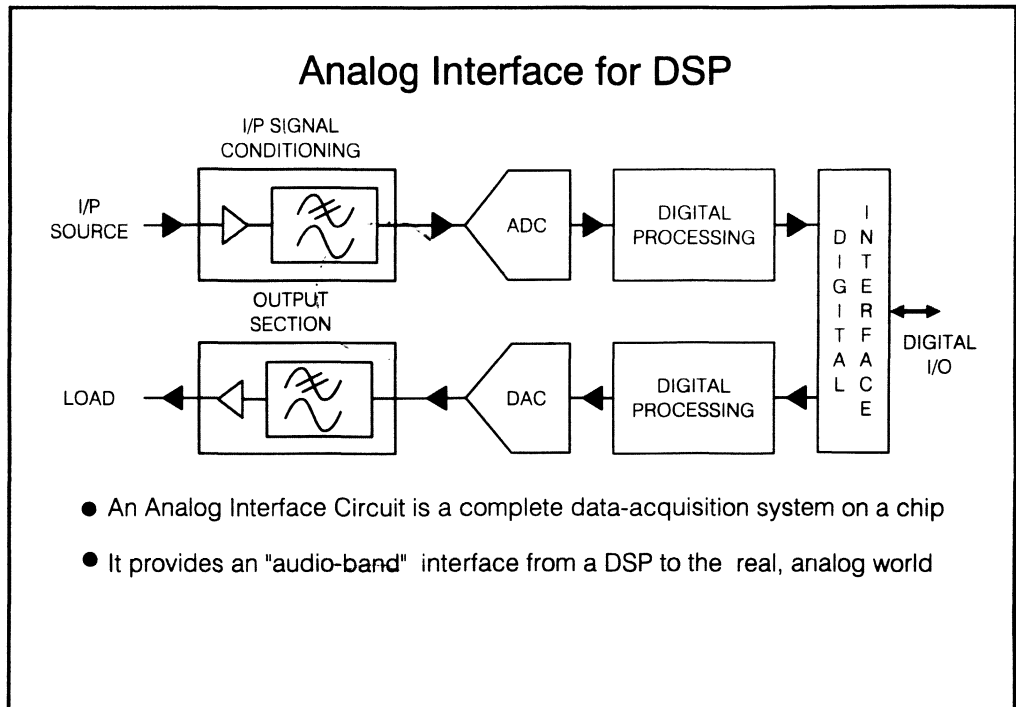 Analog Interface for DSP
I/P SIGNAL
CONDITIONING
I/P
SOURCE
ADC
DIGITAL
PROCESSING
DIGITAL
INTERFACE
DIGITAL
I/O
OUTPUT
SECTION
LOAD
DAC
DIGITAL
PROCESSING
● An Analog Interface Circuit is a complete data-acquisition system on a chip
● It provides an "audio-band" interface from a DSP to the real, analog world